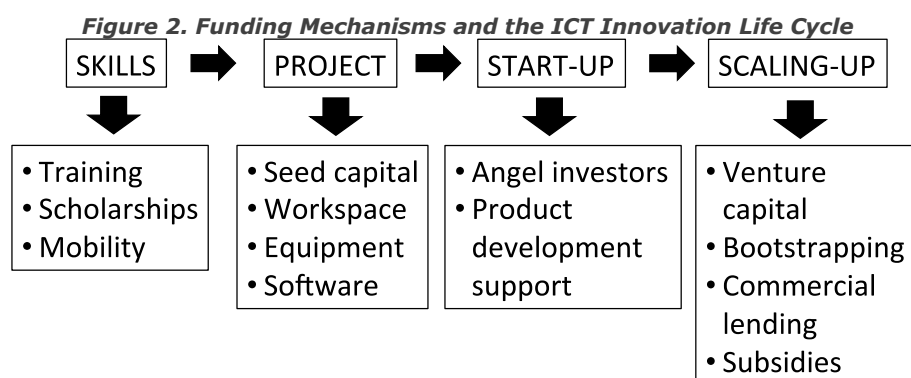 Figure 2. Funding Mechanisms and the ICT Innovation Life Cycle
SKILLS
PROJECT
START-UP
SCALING-UP
• Training
• Scholarships
• Mobility
• Seed capital
• Workspace
• Equipment
• Software
• Angel investors
• Product
development
support
• Venture
capital
• Bootstrapping
• Commercial
lending
• Subsidies